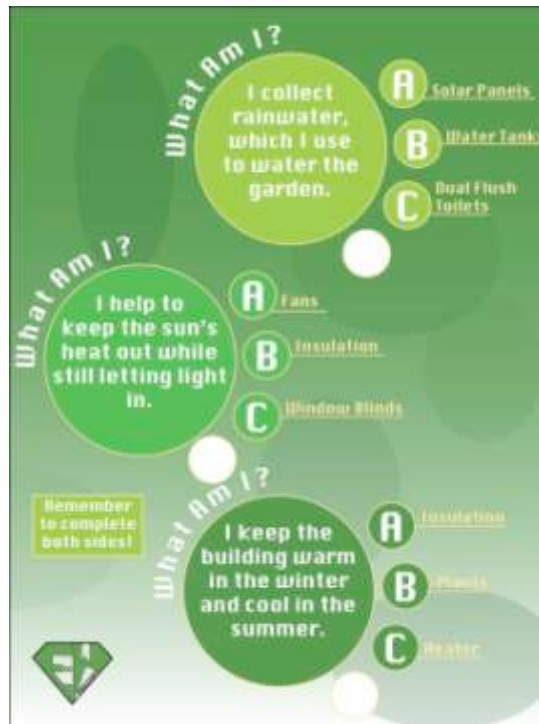 What Am I?
I collect
rainwater,
which I use
to water the
garden.
A Solar Panels
B Water Tanks
C Dual Flush
Toilets
What Am I?
I help to
keep the sun's
heat out while
still letting light
in.
A Fans
B Insulation
C Window Blinds
Remember
to complete
both sides!
What Am I?
I keep the
building warm
in the winter
and cool in the
summer.
A Insulation
B Plants
C Heater